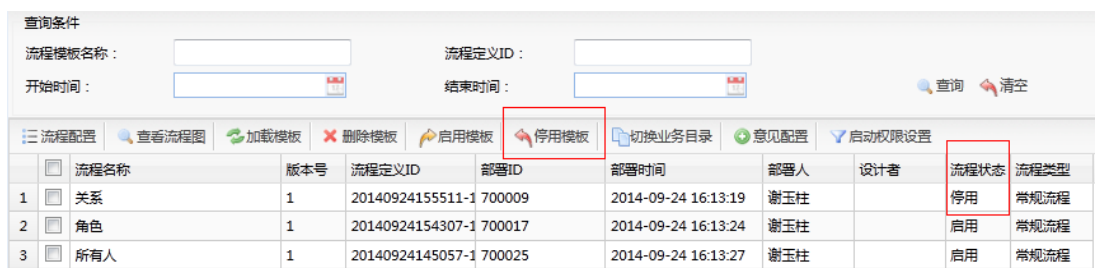 查询条件
流程模板名称： 流程定义ID：
开始时间： 结束时间： 查询 清空
流程配置 查看流程图 加载模板 删除模板 启用模板 停用模板 切换业务目录 意见配置 启动权限设置
流程名称 版本号 流程定义ID 部署ID 部署时间 部署人 设计者 流程状态 流程类型
1 关系 1 20140924155511-1 700009 2014-09-24 16:13:19 谢玉柱 停用 常规流程
2 角色 1 20140924154307-1 700017 2014-09-24 16:13:24 谢玉柱 启用 常规流程
3 所有人 1 20140924145057-1 700025 2014-09-24 16:13:27 谢玉柱 启用 常规流程